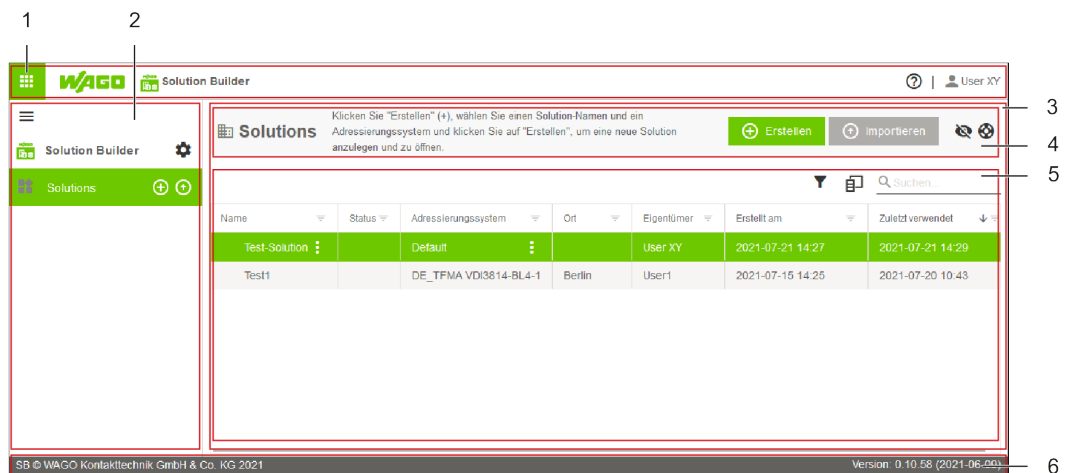 1
2
WAGO Solution Builder
User XY
3
Klicken Sie "Erstellen" (+), wählen Sie einen Solution-Namen und ein
Solutions
Adressierungssystem und klicken Sie auf "Erstellen", um eine neue Solution
anzulegen und zu öffnen.
Erstellen
Importieren
4
Solution Builder
5
Solutions
Suchen...
Name Status Adressierungssystem Ort Eigentümer Erstellt am Zuletzt verwendet
Test-Solution Default User XY 2021-07-21 14:27 2021-07-21 14:29
Test1 DE_TFMA VDI3814-BL4-1 Berlin User1 2021-07-15 14:25 2021-07-20 10:43
SB © WAGO Kontakttechnik GmbH & Co. KG 2021
Version: 0.10.58 (2021-06-09)
6